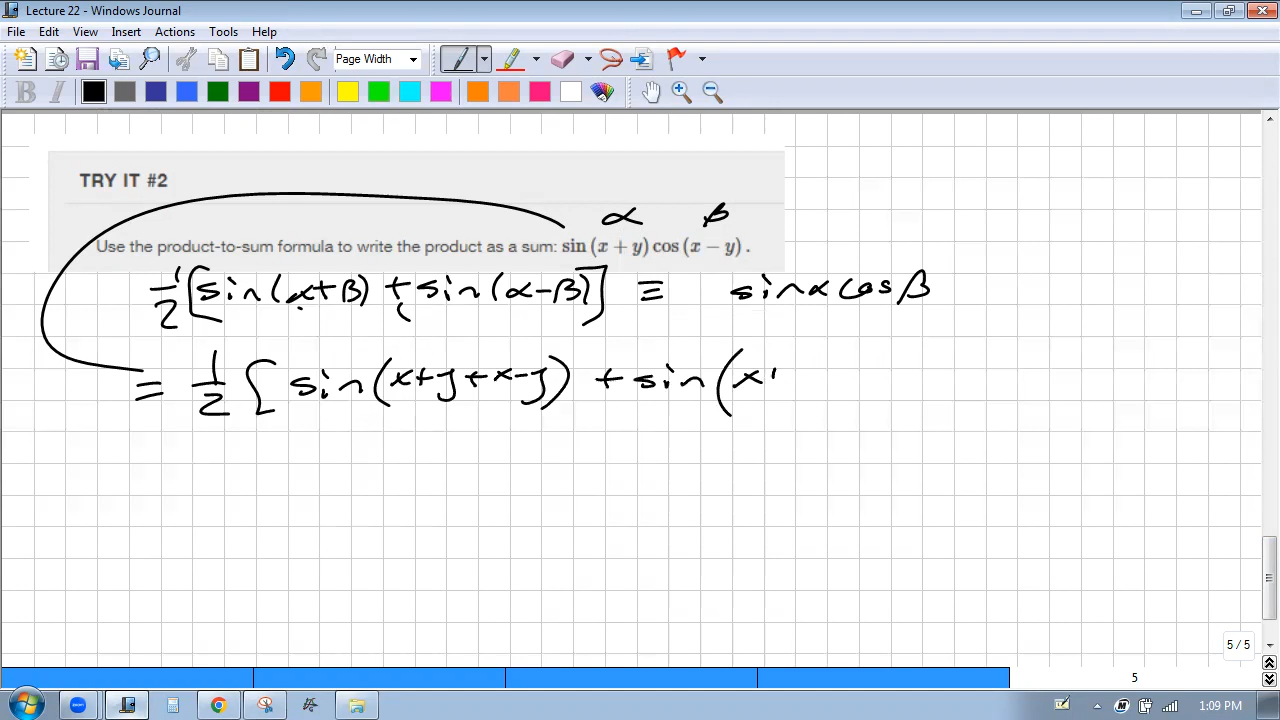 Lecture 22 - Windows Journal
File Edit View Insert Actions Tools Help
Page Width
B I
TRY IT #2
α β
Use the product-to-sum formula to write the product as a sum: sin (x + y) cos (x − y) .
1/2 [sin(α+β) + sin(α-β)] ≡ sinα cosβ
= 1/2 [ sin(x+y+x-y) + sin(x
5 / 5
5
1:09 PM